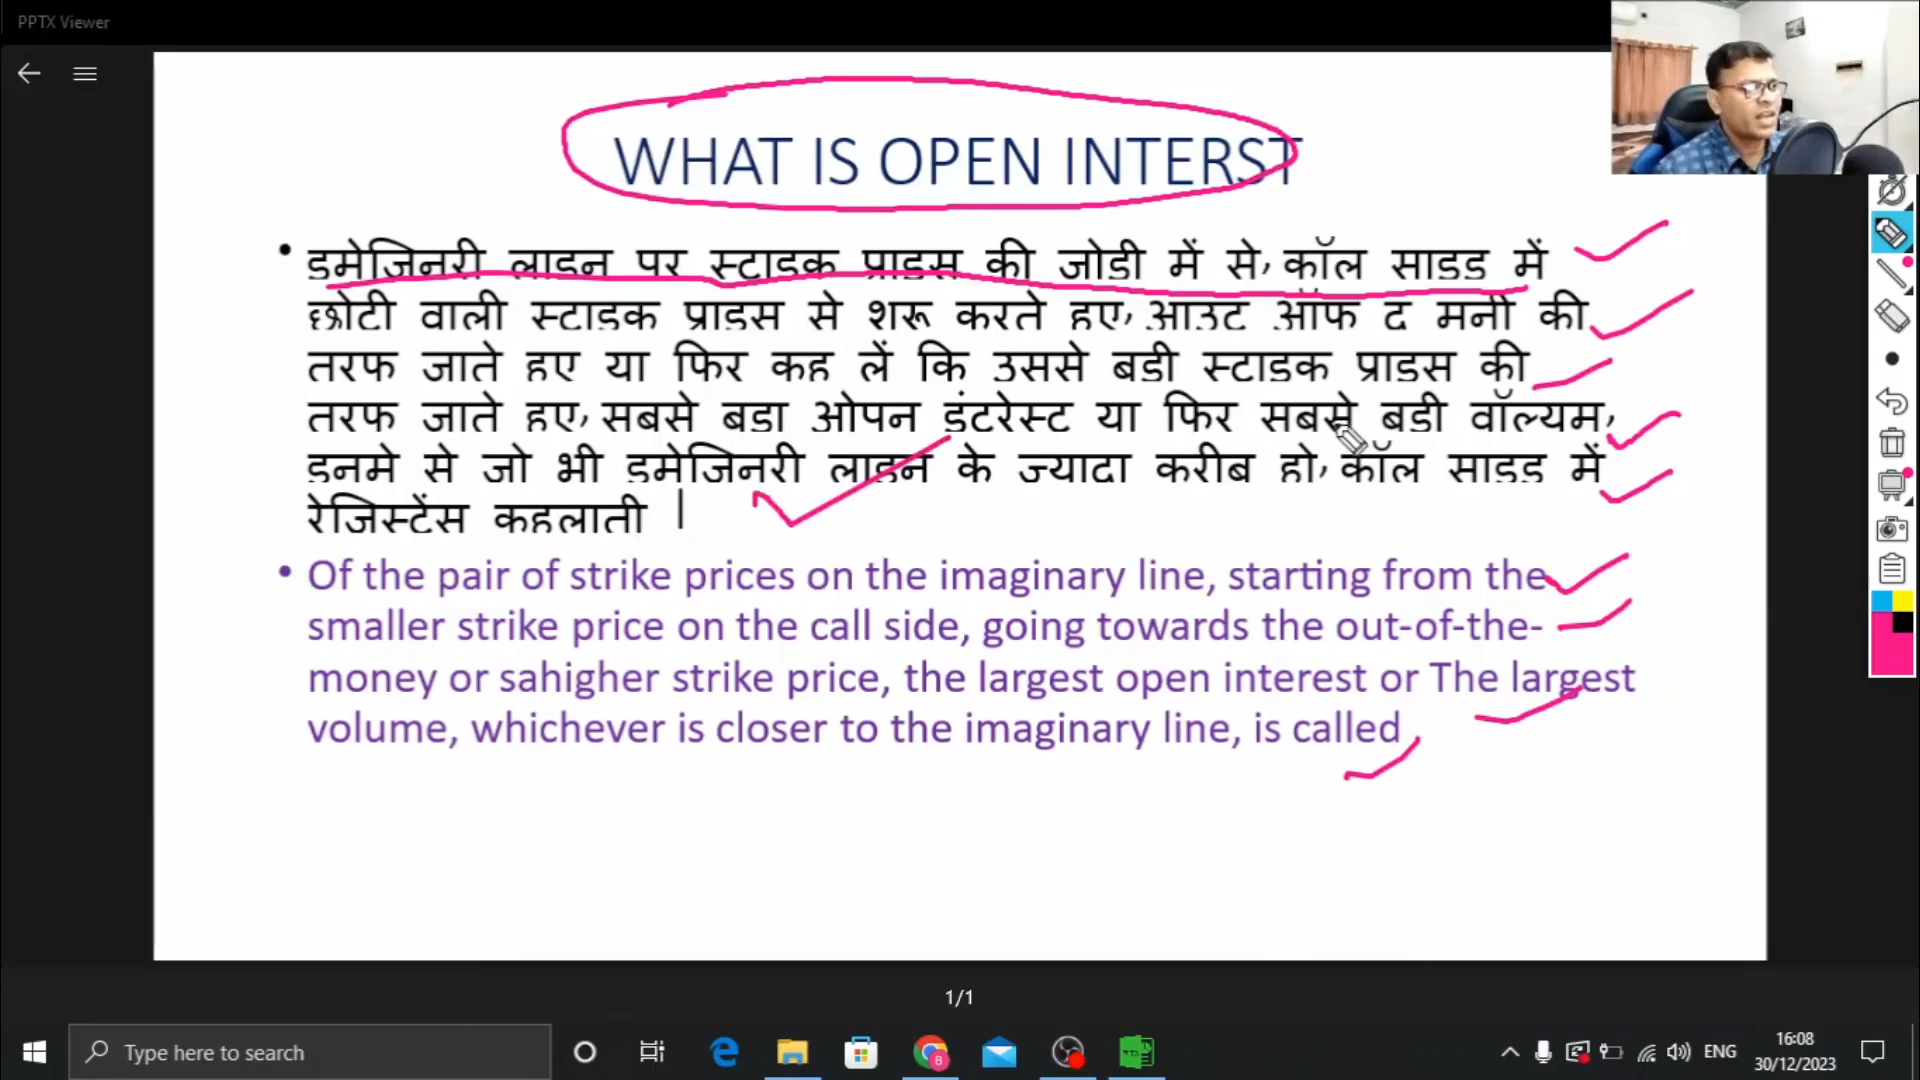 PPTX Viewer
WHAT IS OPEN INTERST
• इमेजिनरी लाइन पर स्ट्राइक प्राइस की जोड़ी में से, कॉल साइड में
छोटी वाली स्ट्राइक प्राइस से शुरू करते हुए, आउट ऑफ द मनी की
तरफ जाते हुए या फिर कह लें कि उससे बड़ी स्ट्राइक प्राइस की
तरफ जाते हुए, सबसे बड़ा ओपन इंटरेस्ट या फिर सबसे बड़ी वॉल्यूम,
इनमे से जो भी इमेजिनरी लाइन के ज्यादा करीब हो, कॉल साइड में
रेजिस्टेंस कहलाती |
• Of the pair of strike prices on the imaginary line, starting from the
smaller strike price on the call side, going towards the out-of-the-
money or sahigher strike price, the largest open interest or The largest
volume, whichever is closer to the imaginary line, is called
1/1
Type here to search
ENG
16:08
30/12/2023